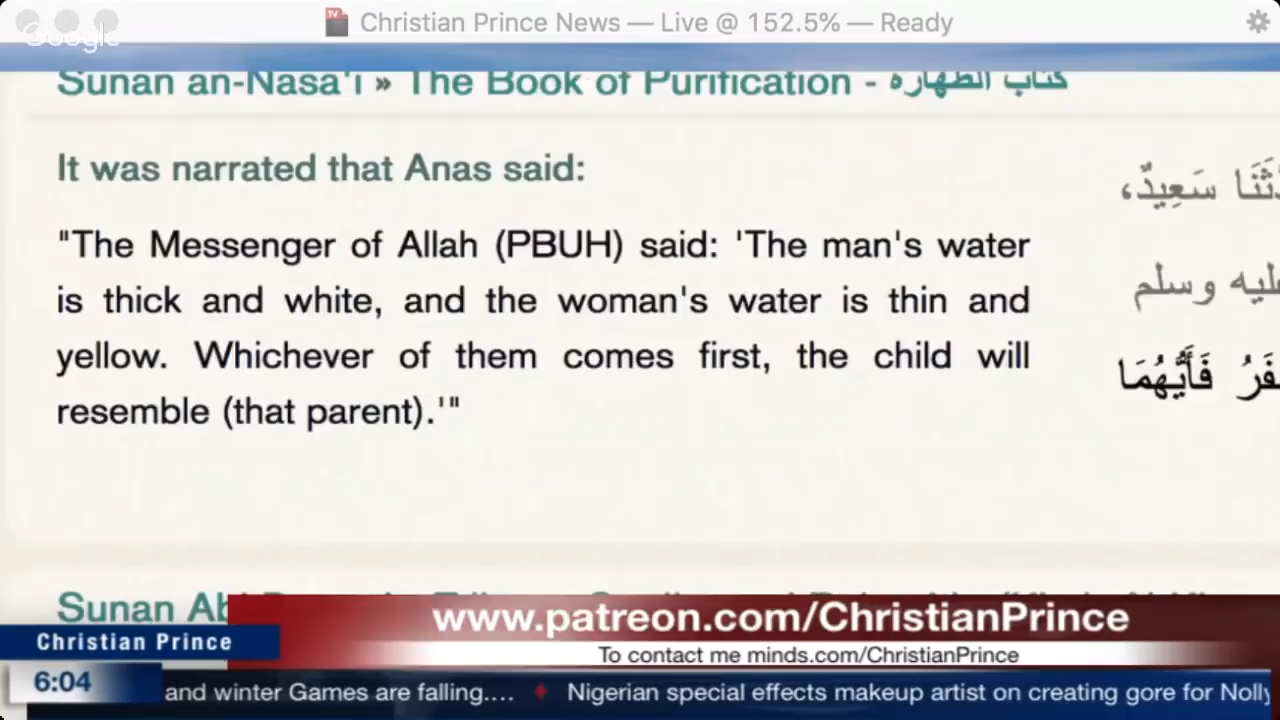 Google
Christian Prince News — Live @ 152.5% — Ready
Sunan an-Nasa'i » The Book of Purification - كتاب الطهارة
It was narrated that Anas said:
سَعِيدٌ،
"The Messenger of Allah (PBUH) said: 'The man's water
is thick and white, and the woman's water is thin and
عليه وسلم
yellow. Whichever of them comes first, the child will
فَأَيُّهُمَا
resemble (that parent).'"
Sunan
www.patreon.com/ChristianPrince
Christian Prince
To contact me minds.com/ChristianPrince
6:04
and winter Games are falling.... ♦ Nigerian special effects makeup artist on creating gore for Nolly